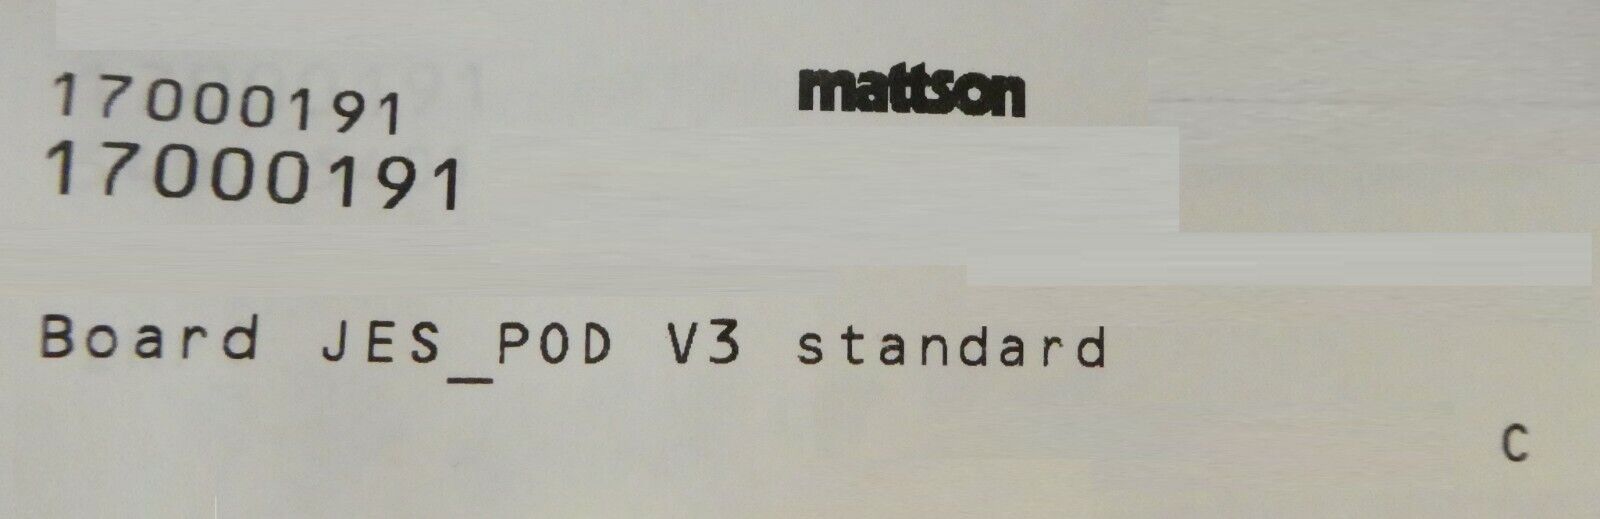 17000191
mattson
17000191
Board JES_POD V3 standard
C